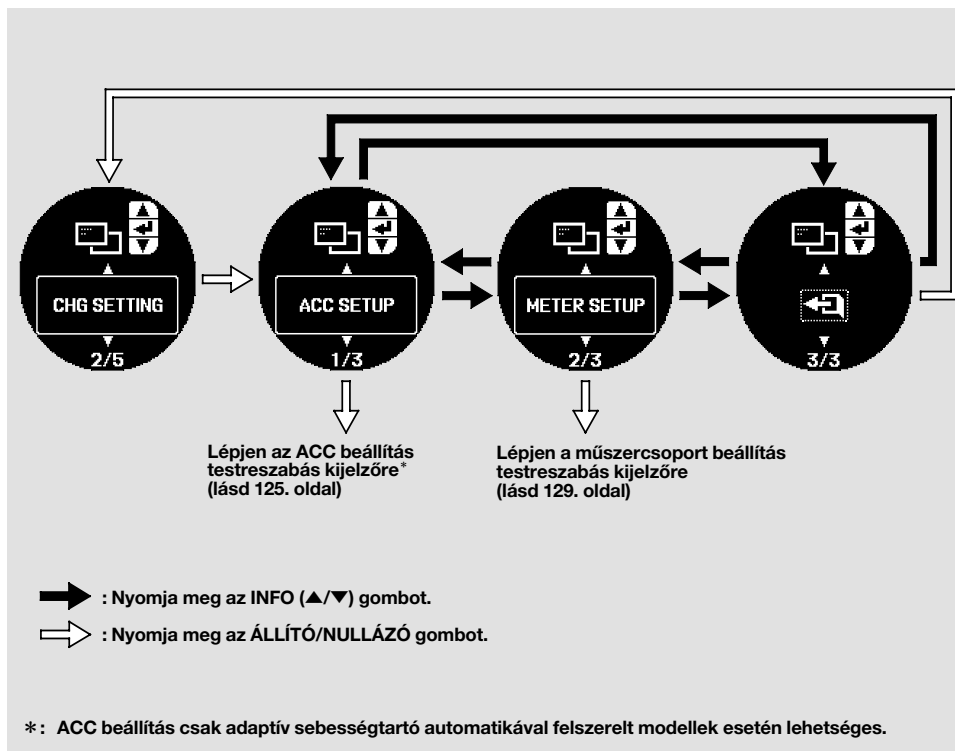 CHG SETTING
2/5
ACC SETUP
1/3
METER SETUP
2/3
3/3
Lépjen az ACC beállítás
testreszabás kijelzőre*
(lásd 125. oldal)
Lépjen a műszercsoport beállítás
testreszabás kijelzőre
(lásd 129. oldal)
: Nyomja meg az INFO (▲/▼) gombot.
: Nyomja meg az ÁLLÍTÓ/NULLÁZÓ gombot.
*: ACC beállítás csak adaptív sebességtartó automatikával felszerelt modellek esetén lehetséges.